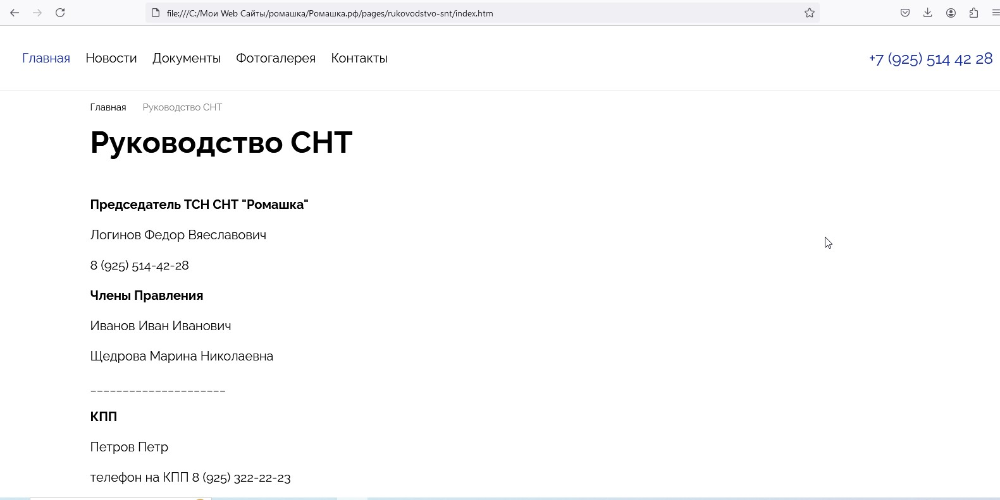 file:///C:/Мои Web Сайты/ромашка/Ромашка.рф/pages/rukovodstvo-snt/index.htm
Главная Новости Документы Фотогалерея Контакты +7 (925) 514 42 28
Главная Руководство СНТ
Руководство СНТ
Председатель ТСН СНТ "Ромашка"
Логинов Федор Вяеславович
8 (925) 514-42-28
Члены Правления
Иванов Иван Иванович
Щедрова Марина Николаевна
_____________________
КПП
Петров Петр
телефон на КПП 8 (925) 322-22-23